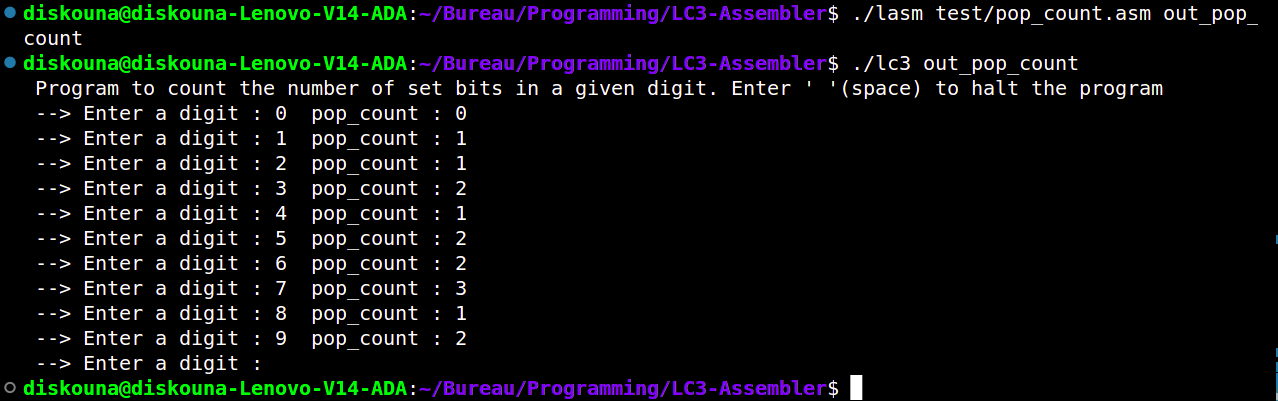 diskouna@diskouna-Lenovo-V14-ADA:~/Bureau/Programming/LC3-Assembler$ ./lasm test/pop_count.asm out_pop_
count
diskouna@diskouna-Lenovo-V14-ADA:~/Bureau/Programming/LC3-Assembler$ ./lc3 out_pop_count
 Program to count the number of set bits in a given digit. Enter ' '(space) to halt the program
 --> Enter a digit : 0  pop_count : 0
 --> Enter a digit : 1  pop_count : 1
 --> Enter a digit : 2  pop_count : 1
 --> Enter a digit : 3  pop_count : 2
 --> Enter a digit : 4  pop_count : 1
 --> Enter a digit : 5  pop_count : 2
 --> Enter a digit : 6  pop_count : 2
 --> Enter a digit : 7  pop_count : 3
 --> Enter a digit : 8  pop_count : 1
 --> Enter a digit : 9  pop_count : 2
 --> Enter a digit :
diskouna@diskouna-Lenovo-V14-ADA:~/Bureau/Programming/LC3-Assembler$